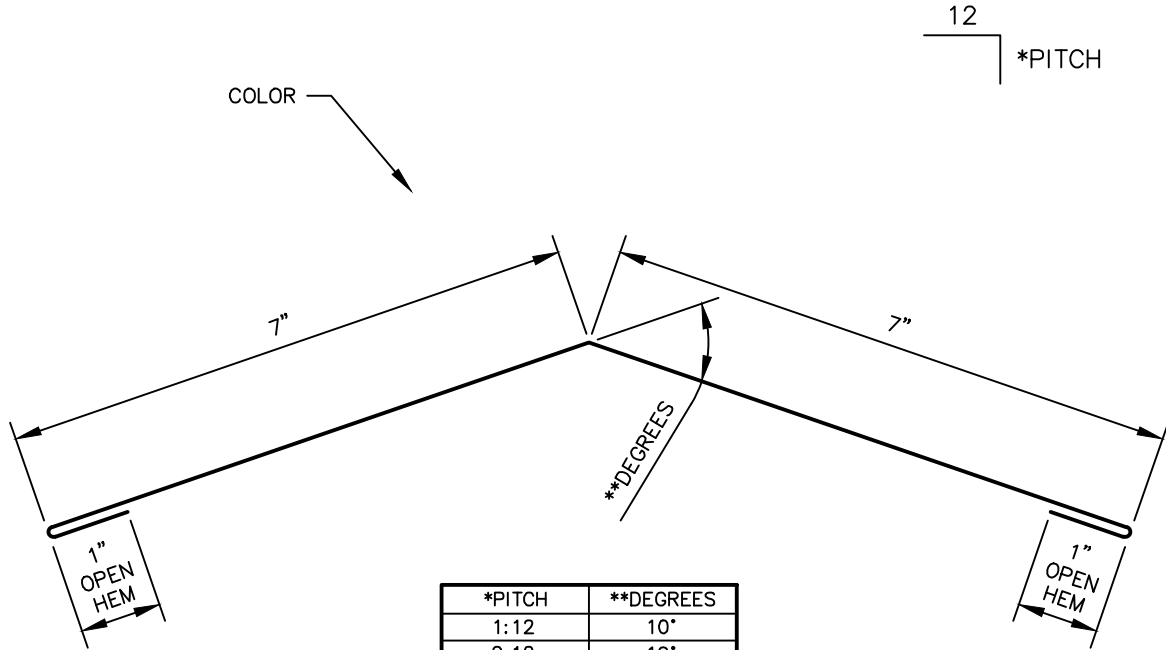 12
*PITCH
COLOR
7"
7"
**DEGREES
1"
OPEN
HEM
1"
OPEN
HEM
*PITCH **DEGREES
1:12 10°